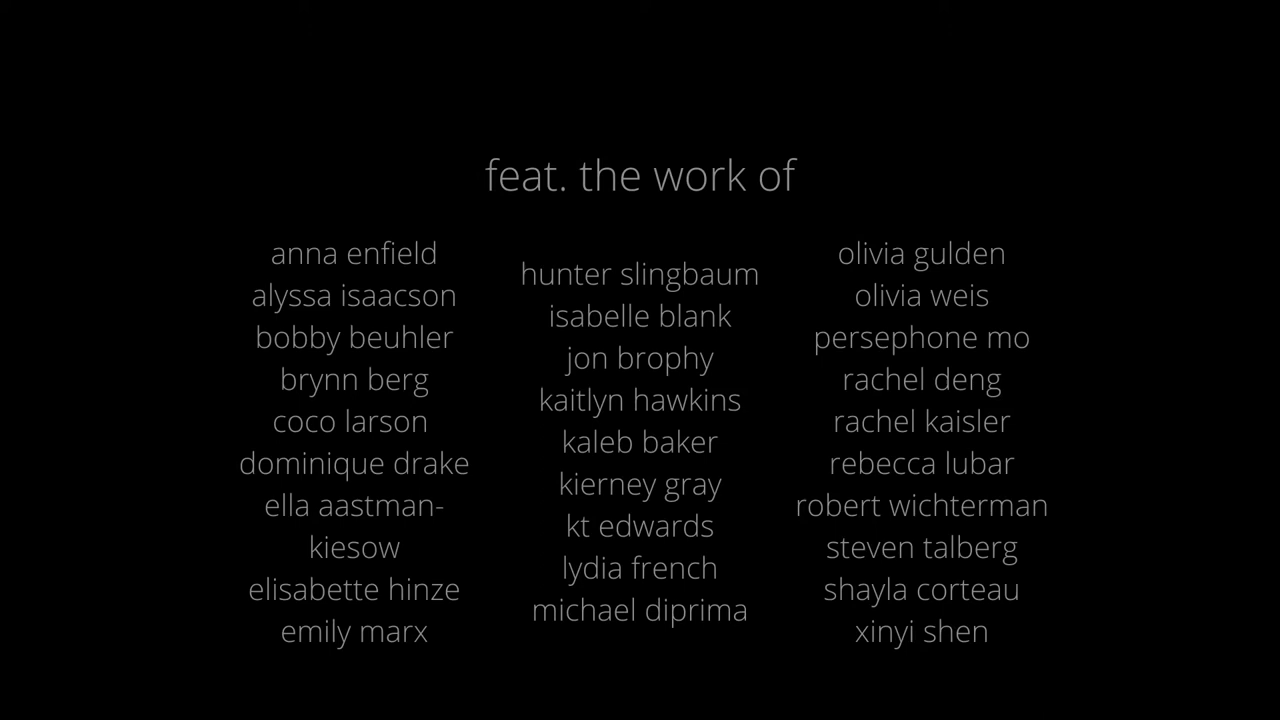 feat. the work of
anna enfield
alyssa isaacson
bobby beuhler
brynn berg
coco larson
dominique drake
ella aastman-
kiesow
elisabette hinze
emily marx
hunter slingbaum
isabelle blank
jon brophy
kaitlyn hawkins
kaleb baker
kierney gray
kt edwards
lydia french
michael diprima
olivia gulden
olivia weis
persephone mo
rachel deng
rachel kaisler
rebecca lubar
robert wichterman
steven talberg
shayla corteau
xinyi shen